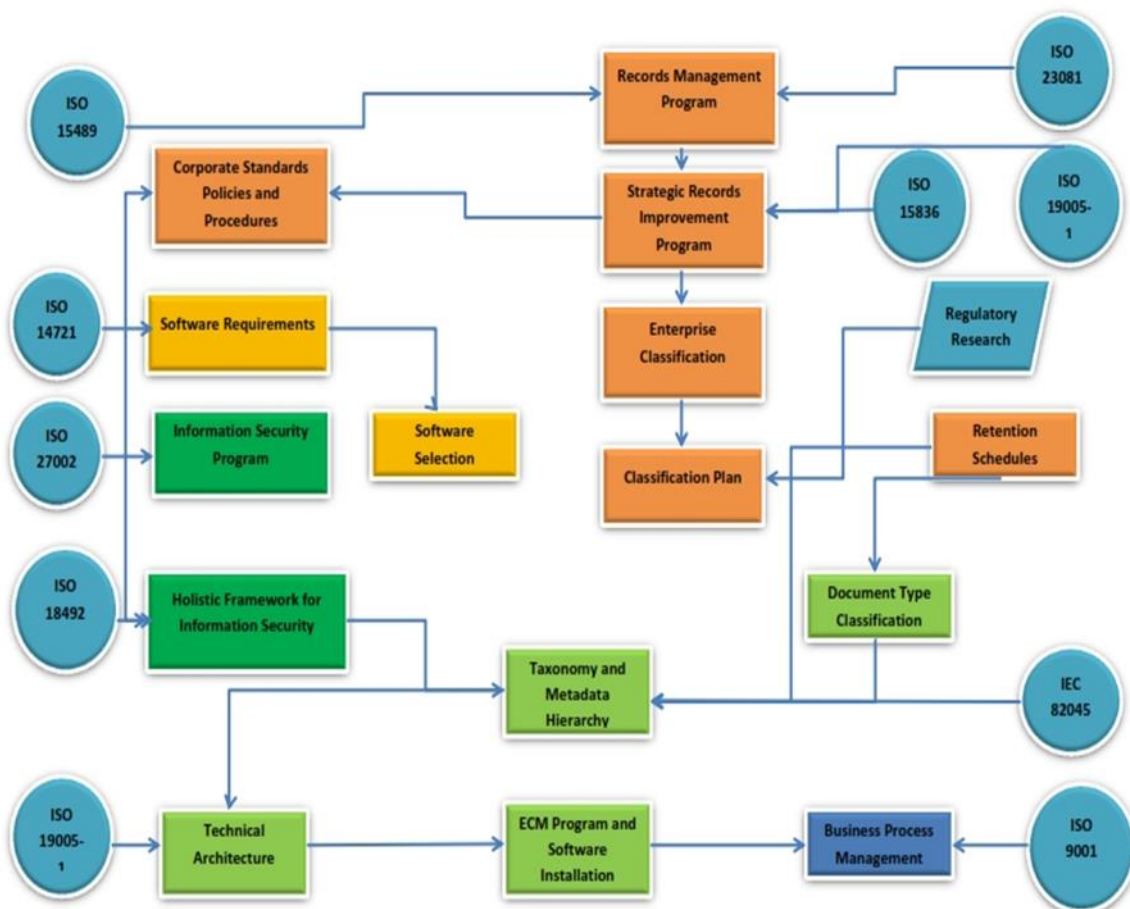 ISO
15489
Records Management
Program
ISO
23081
Corporate Standards
Policies and
Procedures
Strategic Records
Improvement
Program
ISO
15836
ISO
19005-
1
ISO
14721
Software Requirements
Enterprise
Classification
Regulatory
Research
ISO
27002
Information Security
Program
Software
Selection
Classification Plan
Retention
Schedules
ISO
18492
Holistic Framework for
Information Security
Document Type
Classification
Taxonomy and
Metadata
Hierarchy
IEC
82045
ISO
19005-
1
Technical
Architecture
ECM Program and
Software
Installation
Business Process
Management
ISO
9001